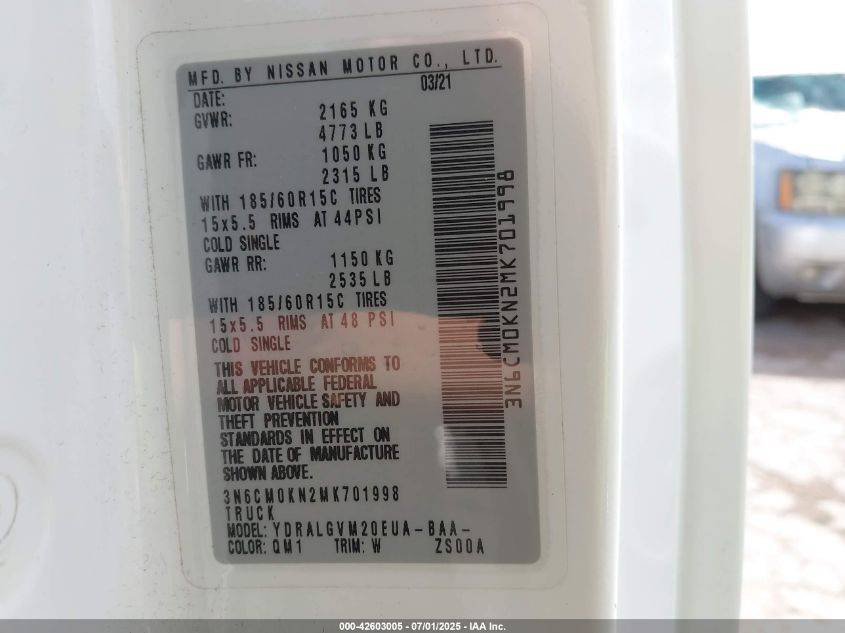 MFD. BY NISSAN MOTOR CO., LTD.
DATE: 03/21
GVWR: 2165 KG
4773 LB
GAWR FR: 1050 KG
2315 LB
WITH 185/60R15C TIRES
15x5.5 RIMS AT 44PSI
COLD SINGLE
GAWR RR: 1150 KG
2535 LB
WITH 185/60R15C TIRES
15x5.5 RIMS AT 48 PSI
COLD SINGLE
THIS VEHICLE CONFORMS TO
ALL APPLICABLE FEDERAL
MOTOR VEHICLE SAFETY AND
THEFT PREVENTION
STANDARDS IN EFFECT ON
THE DATE OF MANUFACTURE
SHOWN ABOVE.
3N6CM0KN2MK701998
TRUCK
MODEL: YDRALGVM20EUA-BAA-
COLOR: QM1 TRIM: W ZS00A
3N6CM0KN2MK701998
000-42603005 - 07/01/2025 - IAA Inc.